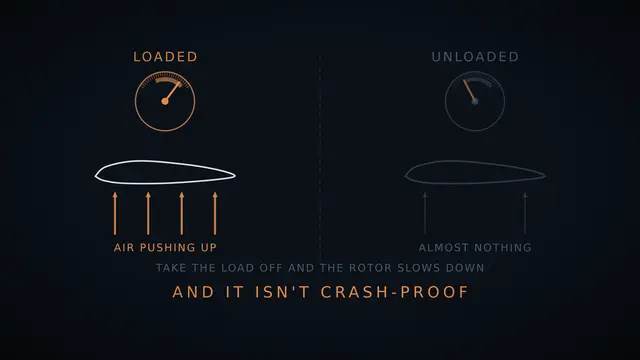 LOADED
UNLOADED
AIR PUSHING UP
ALMOST NOTHING
TAKE THE LOAD OFF AND THE ROTOR SLOWS DOWN
AND IT ISN'T CRASH-PROOF